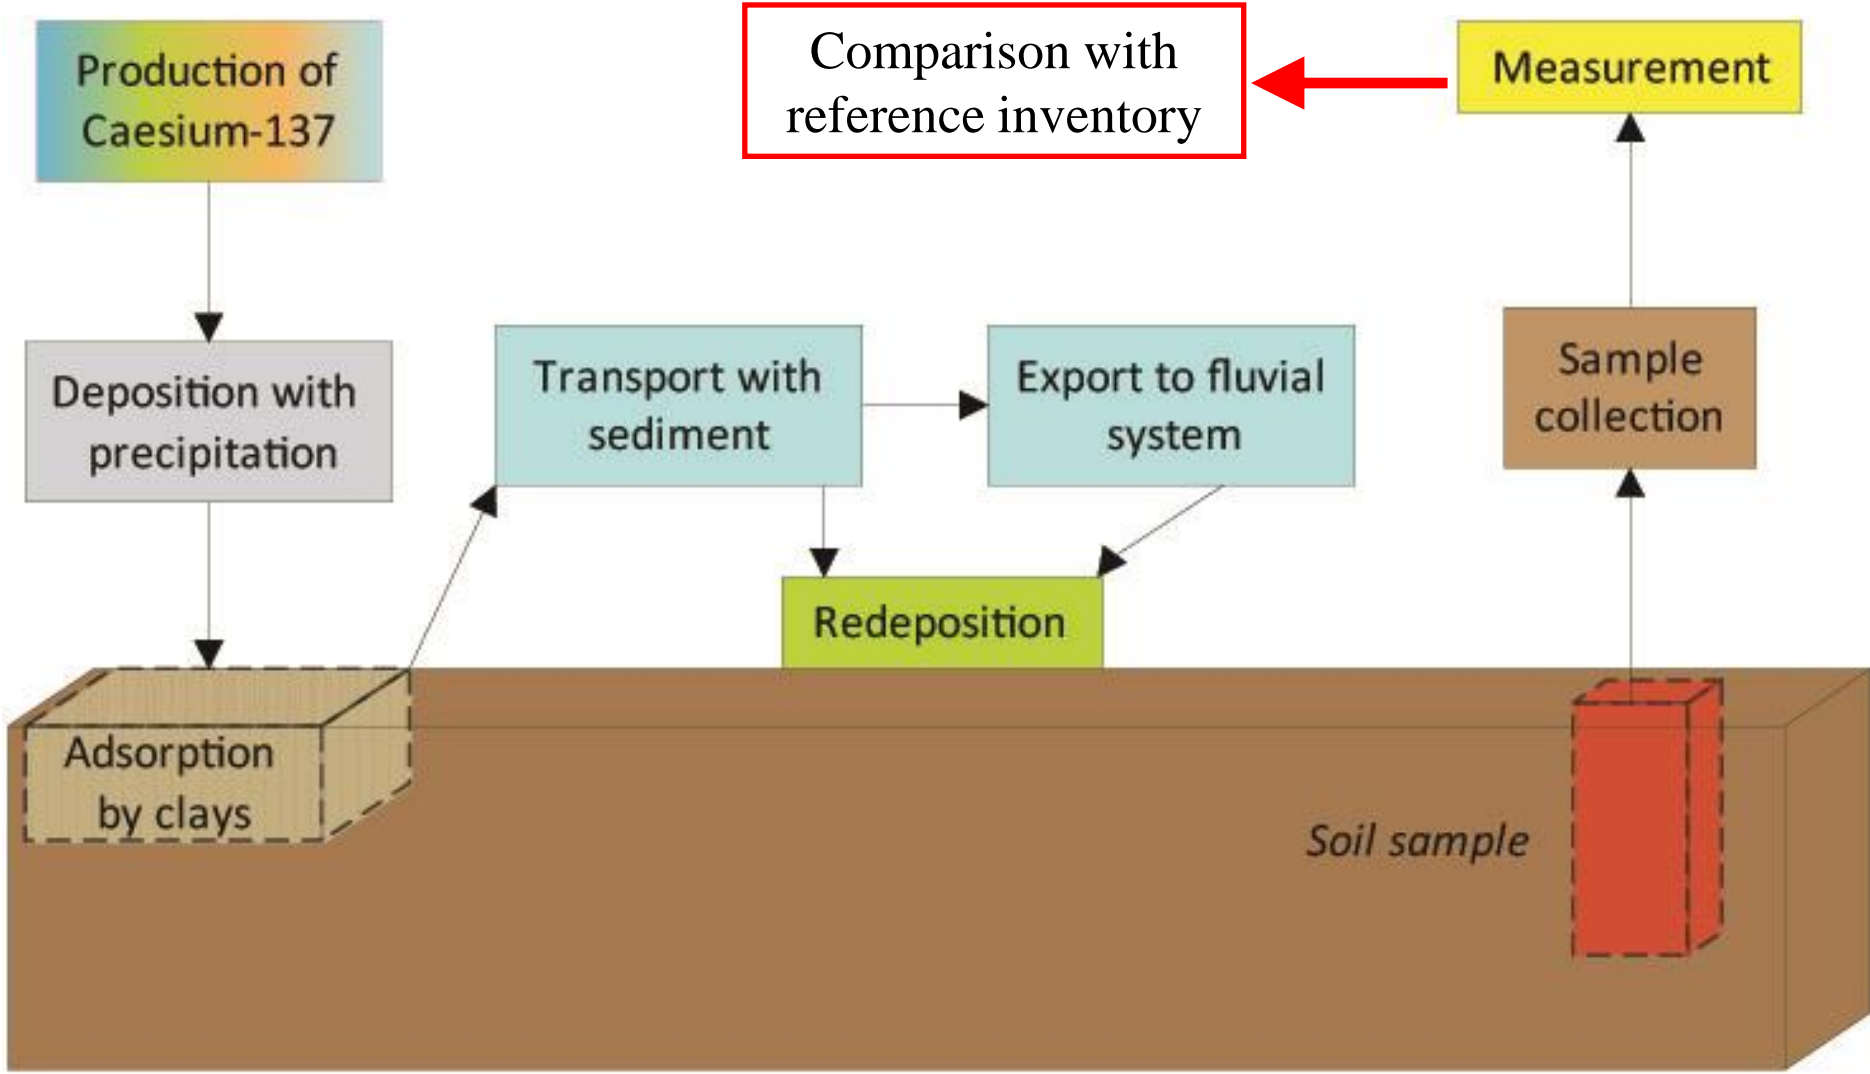 Production of
Caesium-137
Comparison with
reference inventory
Measurement
Deposition with
precipitation
Transport with
sediment
Export to fluvial
system
Sample
collection
Redeposition
Adsorption
by clays
Soil sample